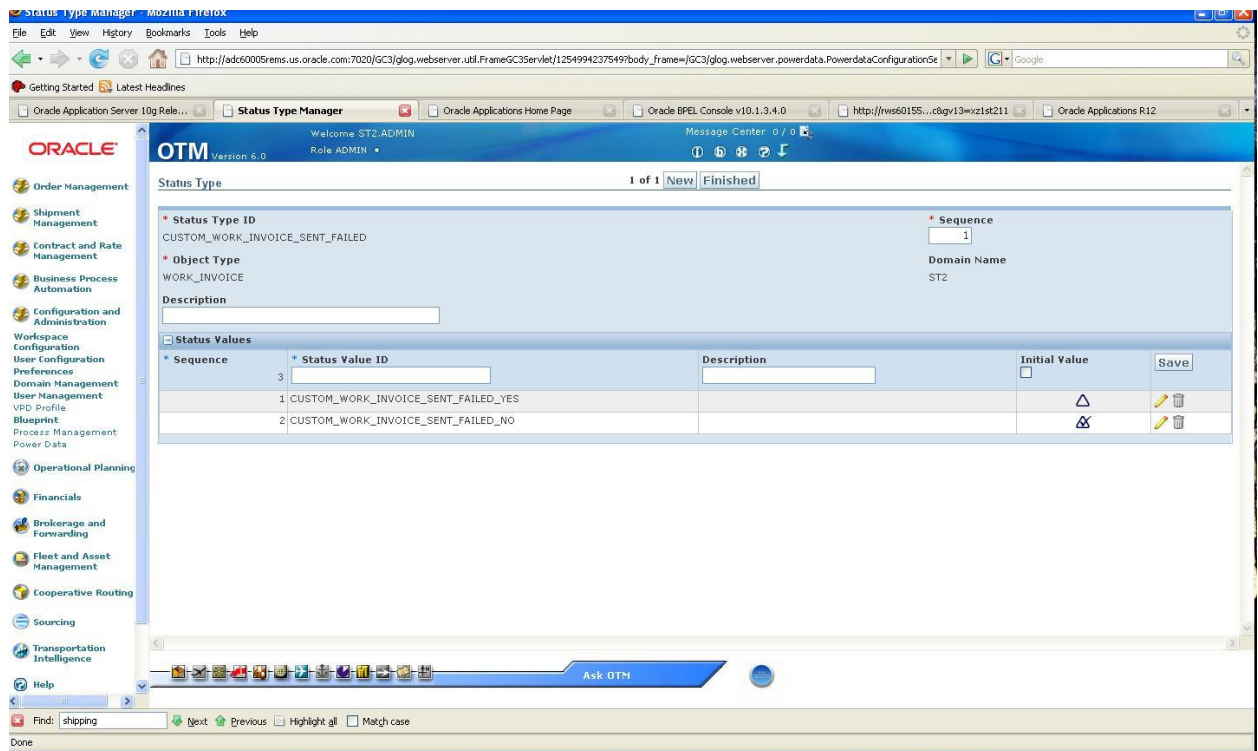 Status Type Manager - Mozilla Firefox
File Edit View History Bookmarks Tools Help
http://adc60005rems.us.oracle.com:7020/GC3/glog.webserver.util.FrameGC3Servlet/1254994237549?body_frame=/GC3/glog.webserver.powerdata.PowerdataConfigurationSe
Google
Getting Started Latest Headlines
Oracle Application Server 10g Rele... Status Type Manager Oracle Applications Home Page Oracle BPEL Console v10.1.3.4.0 http://rws60155...c8gv13=xz1st211 Oracle Applications R12
ORACLE
OTM Version 6.0
Welcome ST2.ADMIN
Role ADMIN
Message Center 0 / 0
Order Management
Shipment Management
Contract and Rate Management
Business Process Automation
Configuration and Administration
Workspace Configuration
User Configuration
Preferences
Domain Management
User Management
VPD Profile
Blueprint
Process Management
Power Data
Operational Planning
Financials
Brokerage and Forwarding
Fleet and Asset Management
Cooperative Routing
Sourcing
Transportation Intelligence
Help
Status Type
1 of 1 New Finished
* Status Type ID
CUSTOM_WORK_INVOICE_SENT_FAILED
* Sequence
1
* Object Type
WORK_INVOICE
Domain Name
ST2
Description
Status Values
* Sequence * Status Value ID Description Initial Value Save
3
1 CUSTOM_WORK_INVOICE_SENT_FAILED_YES
2 CUSTOM_WORK_INVOICE_SENT_FAILED_NO
Ask OTM
Find: shipping Next Previous Highlight all Match case
Done